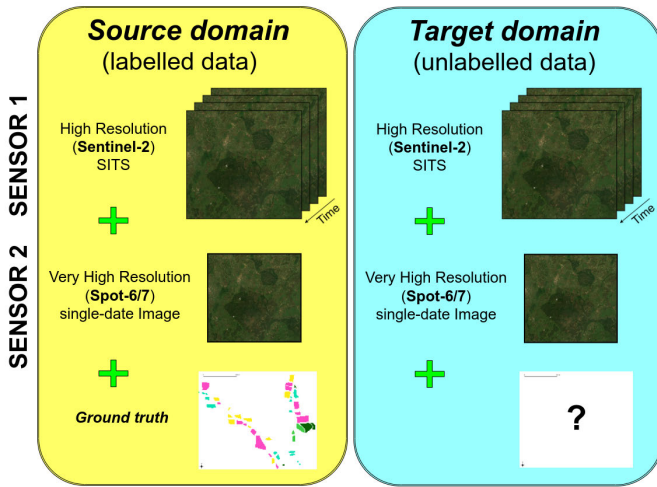 Source domain
(labelled data)
SENSOR 1
High Resolution
(Sentinel-2)
SITS
Time
SENSOR 2
Very High Resolution
(Spot-6/7)
single-date Image
Ground truth
Target domain
(unlabelled data)
High Resolution
(Sentinel-2)
SITS
Time
Very High Resolution
(Spot-6/7)
single-date Image
?